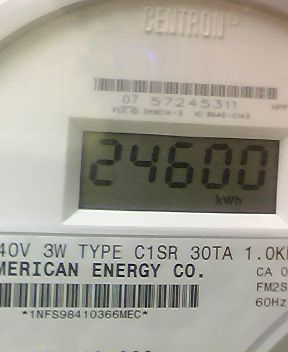 CENTRON
07 57245311
24600
kWh
40V 3W TYPE C1SR 30TA 1.0K
MERICAN ENERGY CO.
CA 0
FM2S
60Hz
*1NFS98410366MEC*